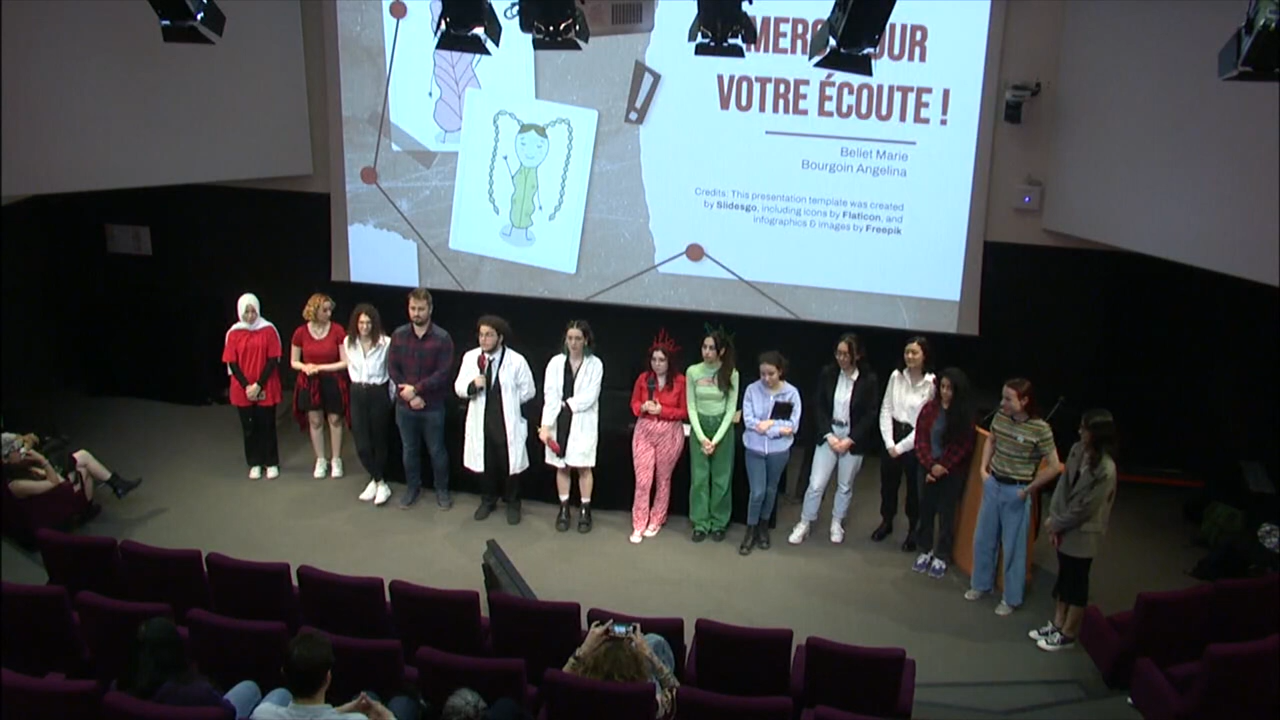 VOTRE ÉCOUTE !
Beliet Marie
Bourgoin Angelina
Credits: This presentation template was created
by Slidesgo, including icons by Flaticon, and
infographics & images by Freepik